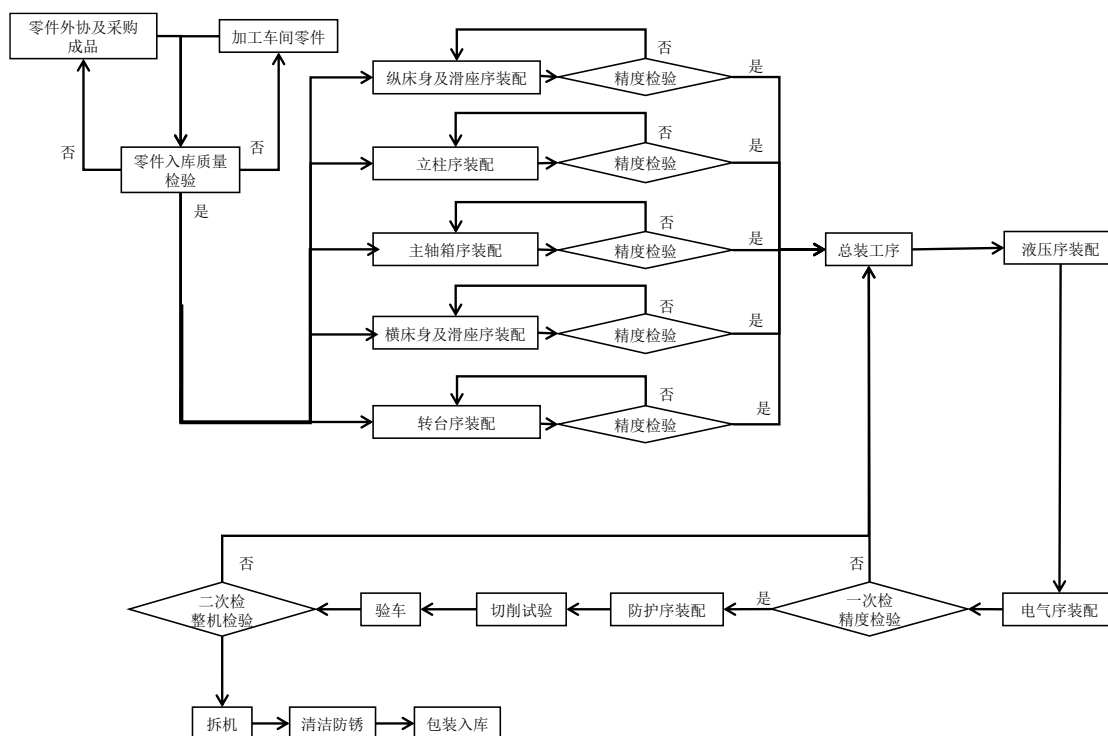 零件外协及采购
成品
加工车间零件
否
否
零件入库质量
检验
是
纵床身及滑座序装配
精度检验
否
是
立柱序装配
精度检验
否
是
主轴箱序装配
精度检验
否
是
横床身及滑座序装配
精度检验
否
是
转台序装配
精度检验
否
是
总装工序
液压序装配
电气序装配
否
一次检
精度检验
是
防护序装配
切削试验
验车
否
二次检
整机检验
拆机
清洁防锈
包装入库